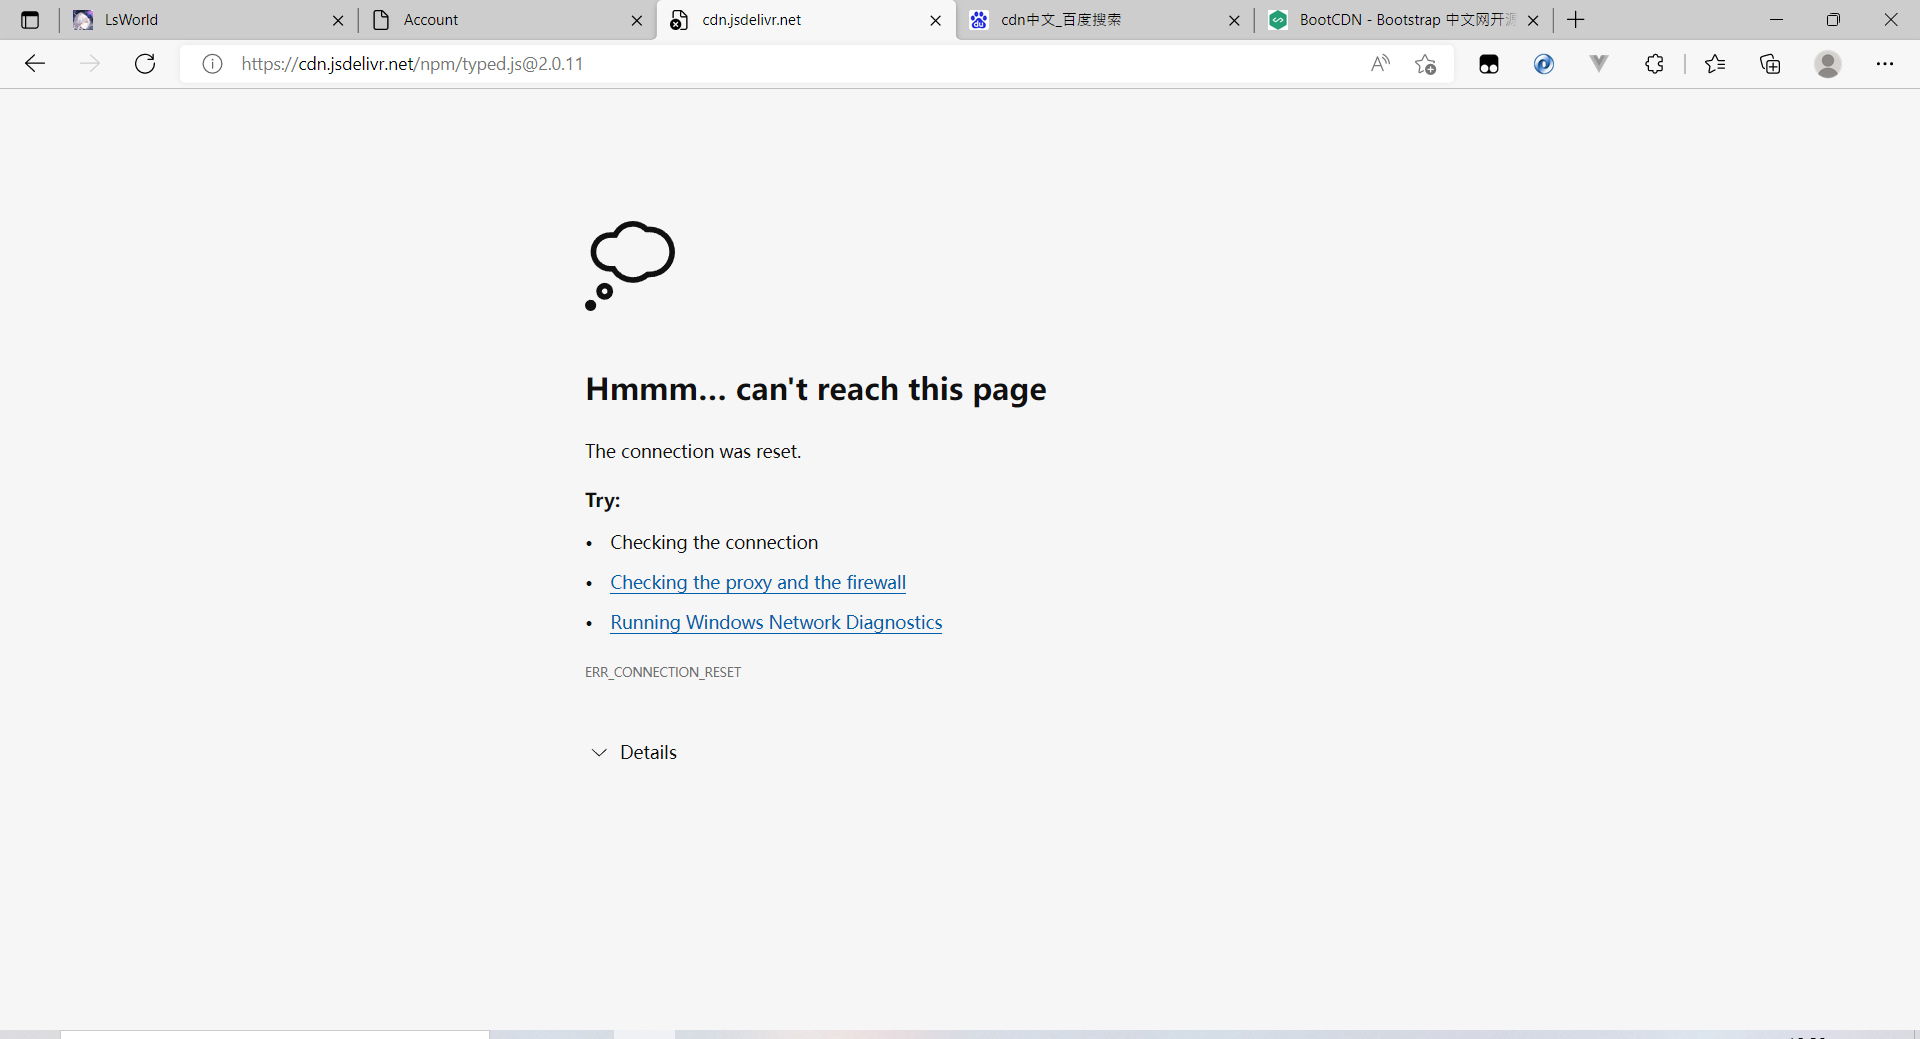 LsWorld
Account
cdn.jsdelivr.net
cdn中文_百度搜索
BootCDN - Bootstrap 中文网开源
https://cdn.jsdelivr.net/npm/typed.js@2.0.11
Hmmm... can't reach this page
The connection was reset.
Try:
• Checking the connection
• Checking the proxy and the firewall
• Running Windows Network Diagnostics
ERR_CONNECTION_RESET
Details